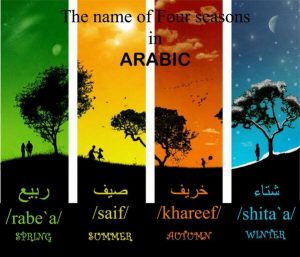 The name of Four seasons
in
ARABIC
ربيع صيف خريف شتاء
/rabe`a/ /saif/ /khareef/ /shita`a/
SPRING SUMMER AUTUMN WINTER